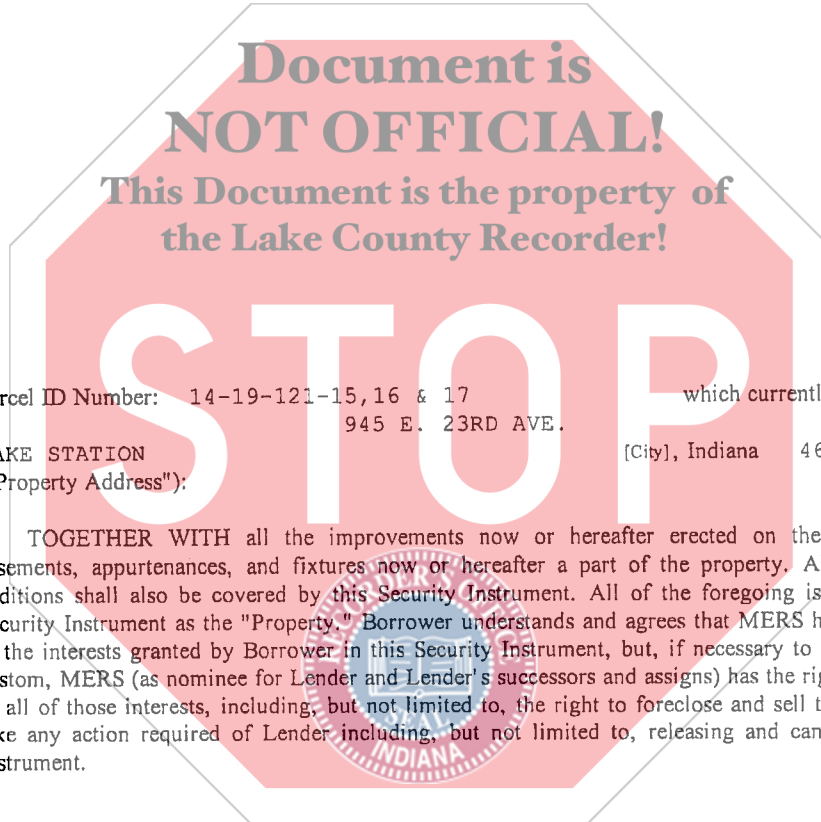 Document is
NOT OFFICIAL!
This Document is the property of
the Lake County Recorder!
STOP
rcel ID Number: 14-19-121-15,16 & 17 which currentl
945 E. 23RD AVE.
AKE STATION [City], Indiana 46
Property Address"):
TOGETHER WITH all the improvements now or hereafter erected on the
sements, appurtenances, and fixtures now or hereafter a part of the property. A
ditions shall also be covered by this Security Instrument. All of the foregoing is
curity Instrument as the "Property." Borrower understands and agrees that MERS h
the interests granted by Borrower in this Security Instrument, but, if necessary to
stom, MERS (as nominee for Lender and Lender's successors and assigns) has the rig
all of those interests, including, but not limited to, the right to foreclose and sell t
ke any action required of Lender including, but not limited to, releasing and can
strument.
RECORDER'S OFFICE
SEAL
INDIANA